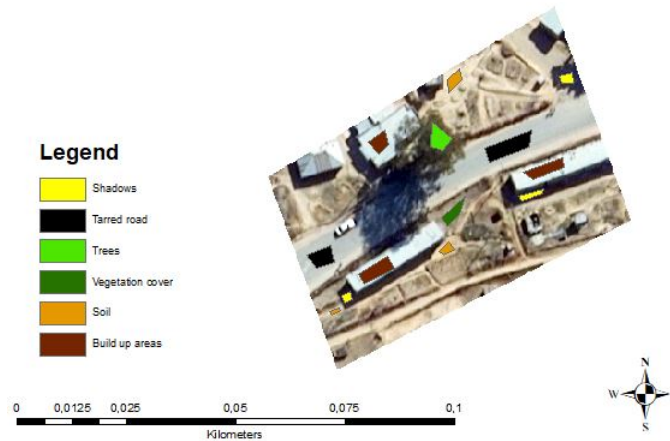 Legend
Shadows
Tarred road
Trees
Vegetation cover
Soil
Build up areas
N
W E
S
0 0,0125 0,025 0,05 0,075 0,1
Kilometers